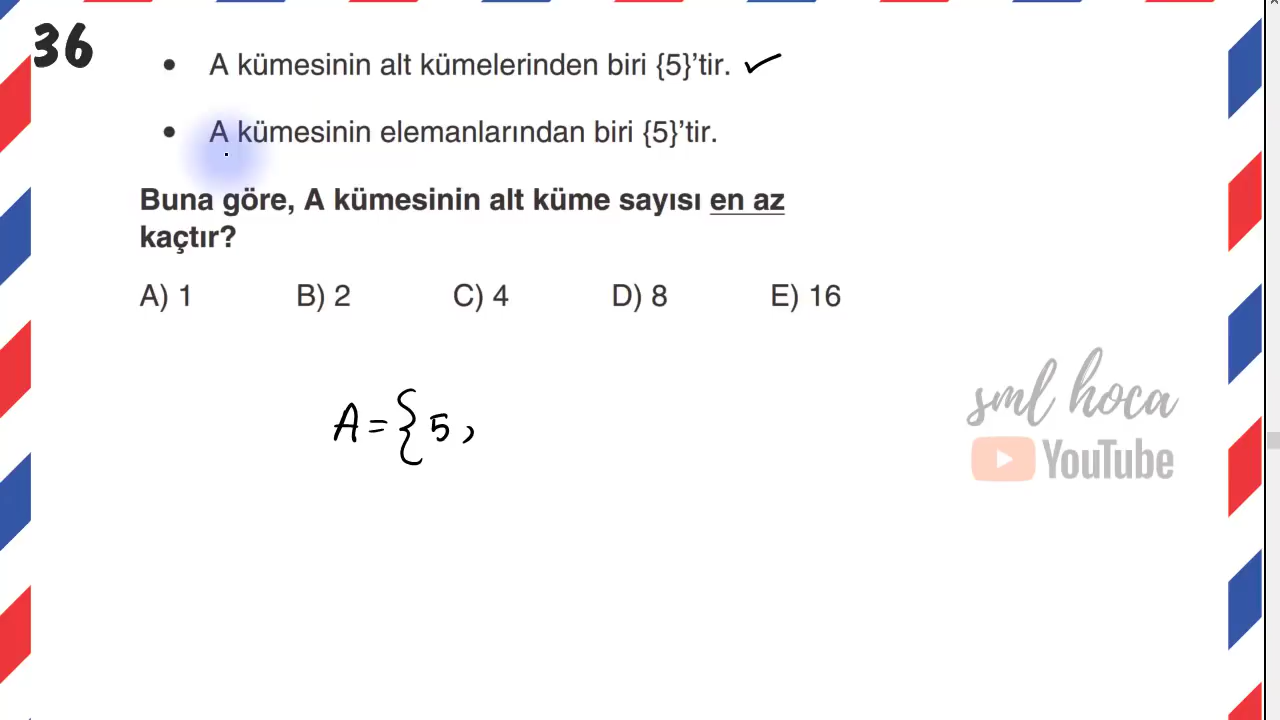 36
• A kümesinin alt kümelerinden biri {5}'tir. ✓
• A kümesinin elemanlarından biri {5}'tir.
Buna göre, A kümesinin alt küme sayısı en az
kaçtır?
A) 1 B) 2 C) 4 D) 8 E) 16
A={5,
sml hoca
YouTube